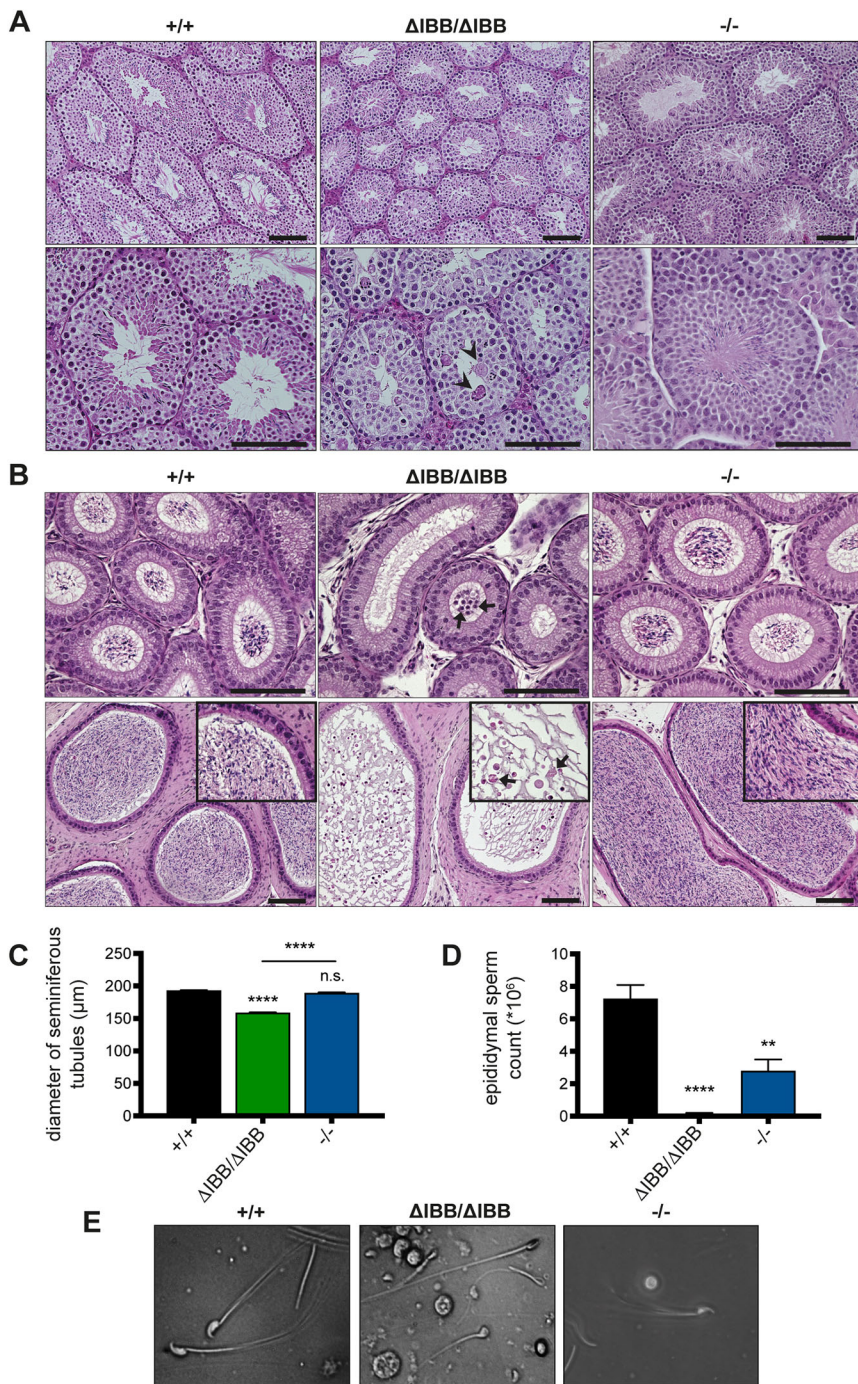 A
+/+ ΔIBB/ΔIBB -/-
B
+/+ ΔIBB/ΔIBB -/-
C
diameter of seminiferous
tubules (µm)
250
200
150
100
50
0
****
****
n.s.
+/+ ΔIBB/ΔIBB -/-
D
epididymal sperm
count (*10⁶)
8
6
4
2
0
****
**
+/+ ΔIBB/ΔIBB -/-
E
+/+ ΔIBB/ΔIBB -/-